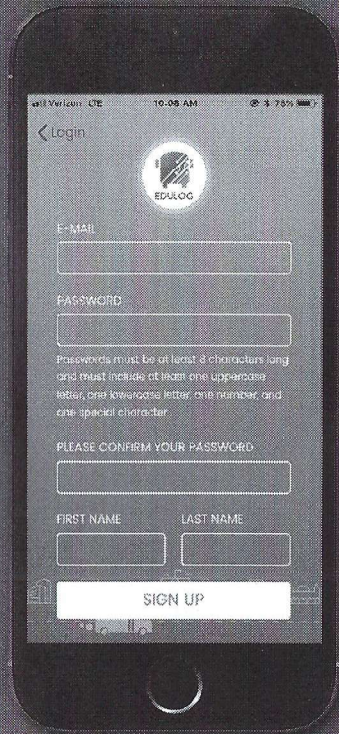 Verizon LTE 10:08 AM 78%
Login
EDULOG
E-MAIL
PASSWORD
Passwords must be at least 8 characters long
and must include at least one uppercase
letter, one lowercase letter, one number, and
one special character.
PLEASE CONFIRM YOUR PASSWORD
FIRST NAME LAST NAME
SIGN UP